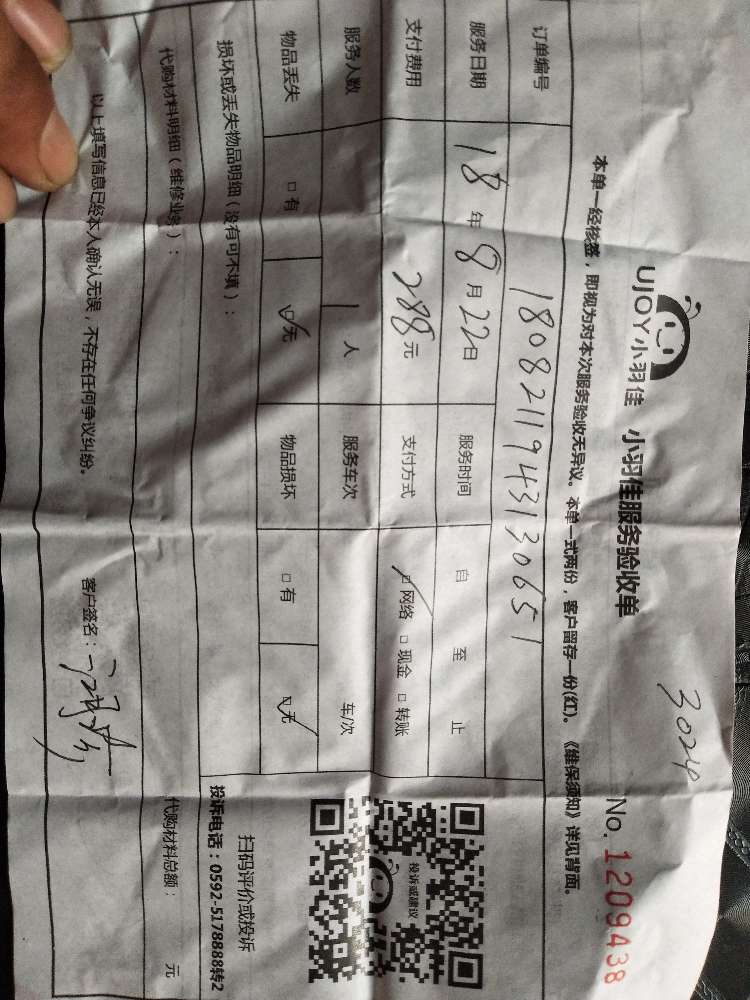 3024
UJOY小羽佳 小羽佳服务验收单
No. 1209438
本单一经核签，即视为对本次服务验收无异议。本单一式两份，客户留存一份(红)。《维保须知》详见背面。
订单编号 180821194313065 1
服务日期 18 年 8 月 22 日 服务时间 自 至 止
支付费用 288 元 支付方式 ☑ 网络 □ 现金 □ 转账
服务人数 1 人 服务车次 车/次
物品丢失 □ 有 ☑ 无 物品损坏 □ 有 ☑ 无
损坏或丢失物品明细（没有可不填）：
投诉或建议
扫码评价或投诉
投诉电话：0592-5178888转2
代购材料明细（维修业务）： 代购材料总额： 元
以上填写信息已经本人确认无误，不存在任何争议纠纷。 客户签名：